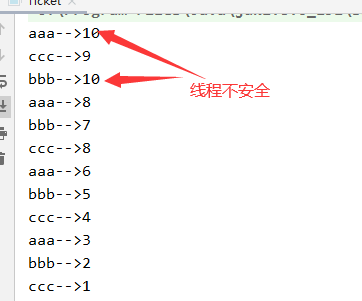 Ticket
aaa-->10
ccc-->9
bbb-->10
线程不安全
aaa-->8
bbb-->7
ccc-->8
aaa-->6
bbb-->5
ccc-->4
aaa-->3
bbb-->2
ccc-->1